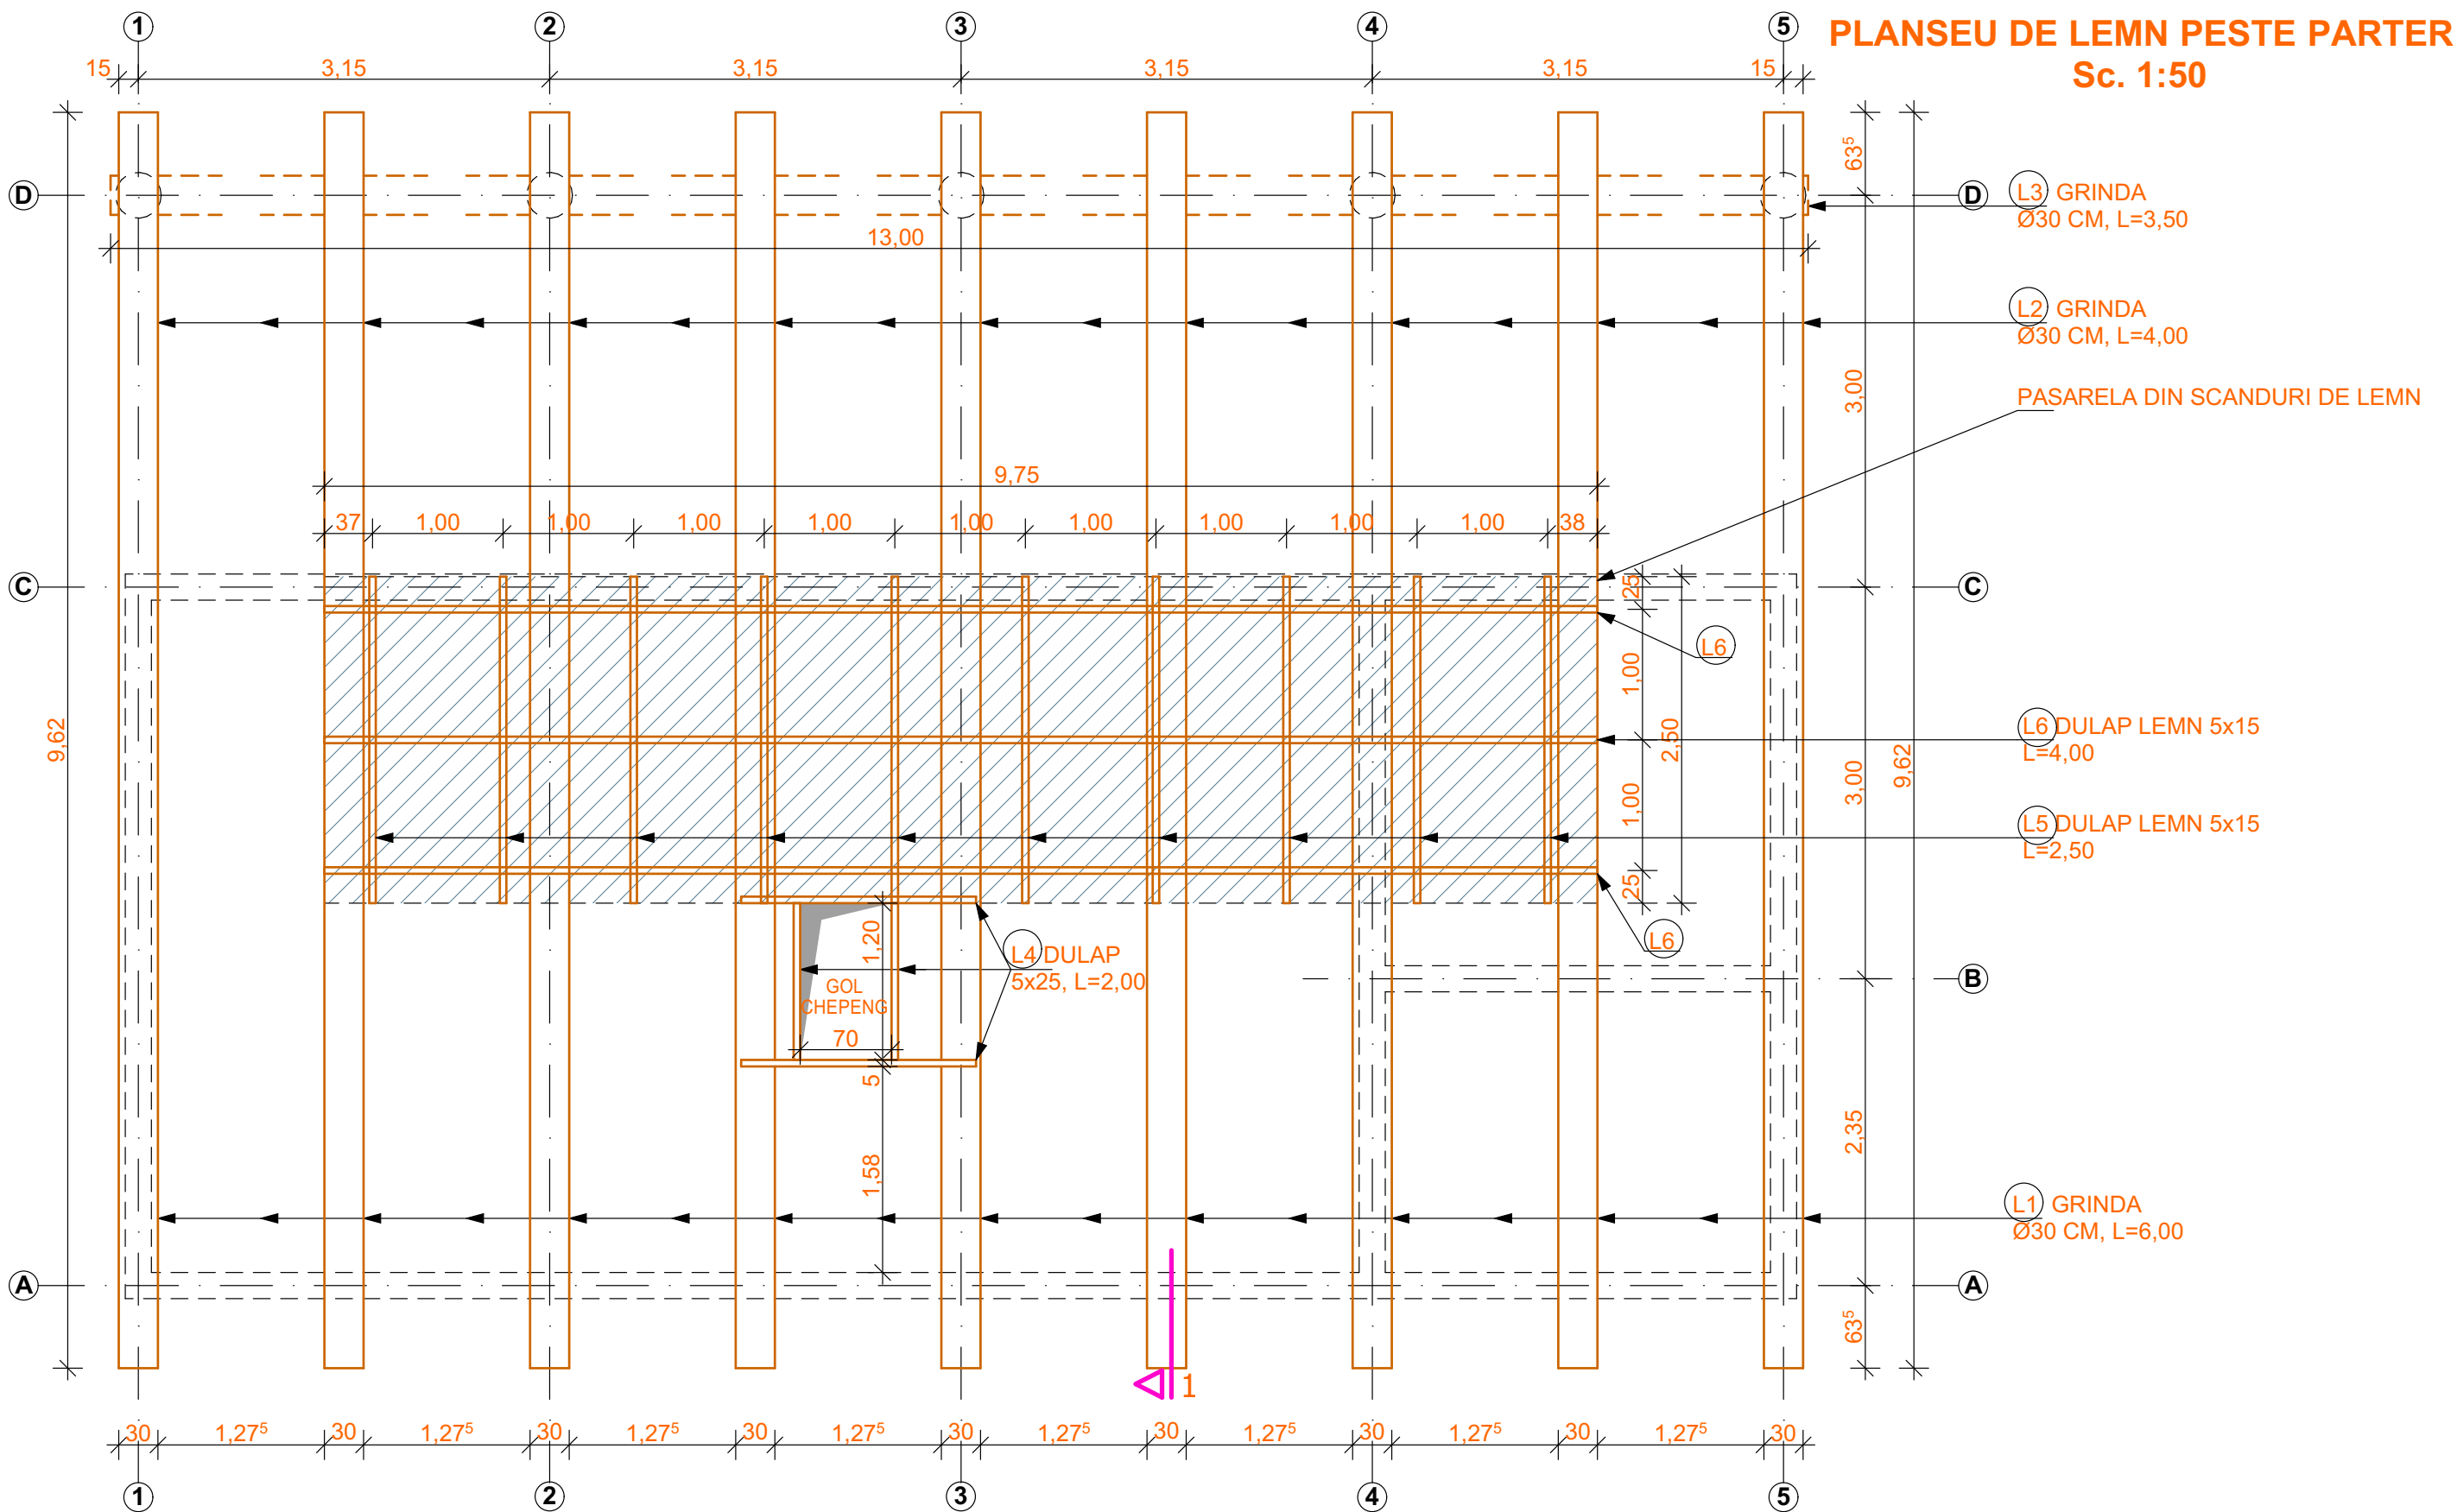 1 2 3 4 5
PLANSEU DE LEMN PESTE PARTER
Sc. 1:50
15 3,15 3,15 3,15 3,15 15
63⁵
D D
L3 GRINDA
Ø30 CM, L=3,50
13,00
L2 GRINDA
Ø30 CM, L=4,00
3,00
PASARELA DIN SCANDURI DE LEMN
9,75
37 1,00 1,00 1,00 1,00 1,00 1,00 1,00 1,00 1,00 38
C C
25
L6
1,00
9,62
2,50
3,00
9,62
L6 DULAP LEMN 5x15
L=4,00
1,00
L5 DULAP LEMN 5x15
L=2,50
25
L6
1,20
L4 DULAP
5x25, L=2,00
GOL
CHEPENG
70
B
5
1,58
2,35
L1 GRINDA
Ø30 CM, L=6,00
A A
63⁵
1
30 1,27⁵ 30 1,27⁵ 30 1,27⁵ 30 1,27⁵ 30 1,27⁵ 30 1,27⁵ 30 1,27⁵ 30 1,27⁵ 30
1 2 3 4 5